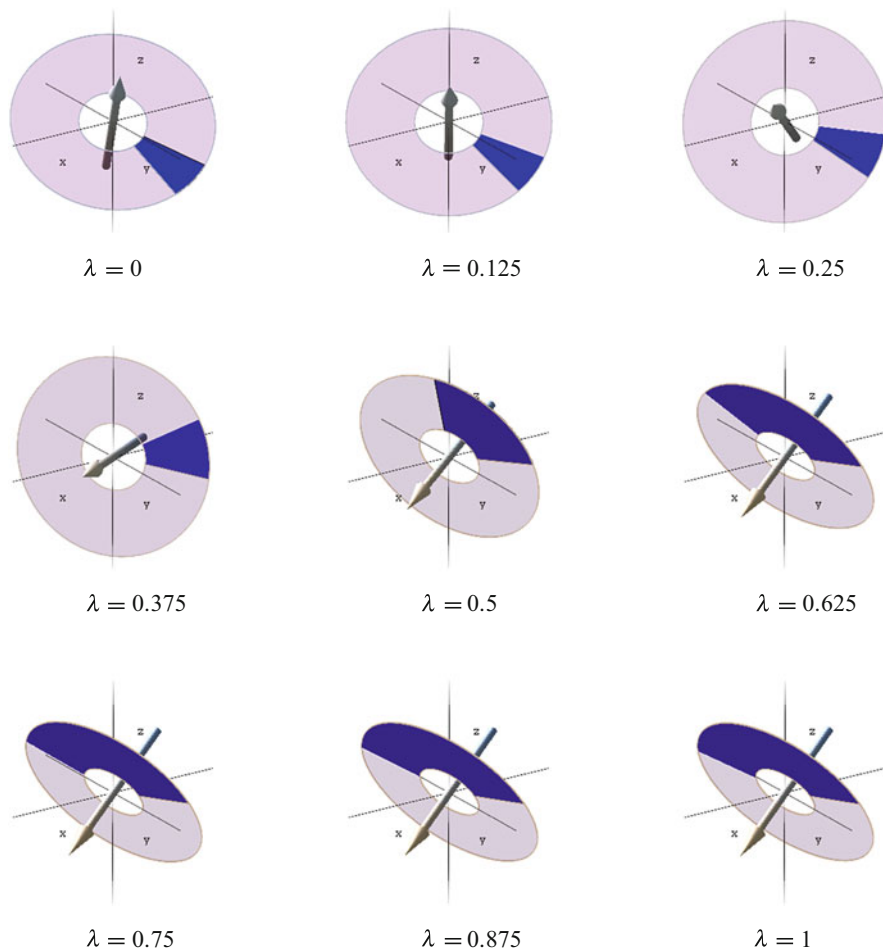 z
x
y
z
x
y
z
x
y
λ = 0
λ = 0.125
λ = 0.25
z
x
y
z
x
y
z
x
y
λ = 0.375
λ = 0.5
λ = 0.625
z
x
y
z
x
y
z
x
y
λ = 0.75
λ = 0.875
λ = 1